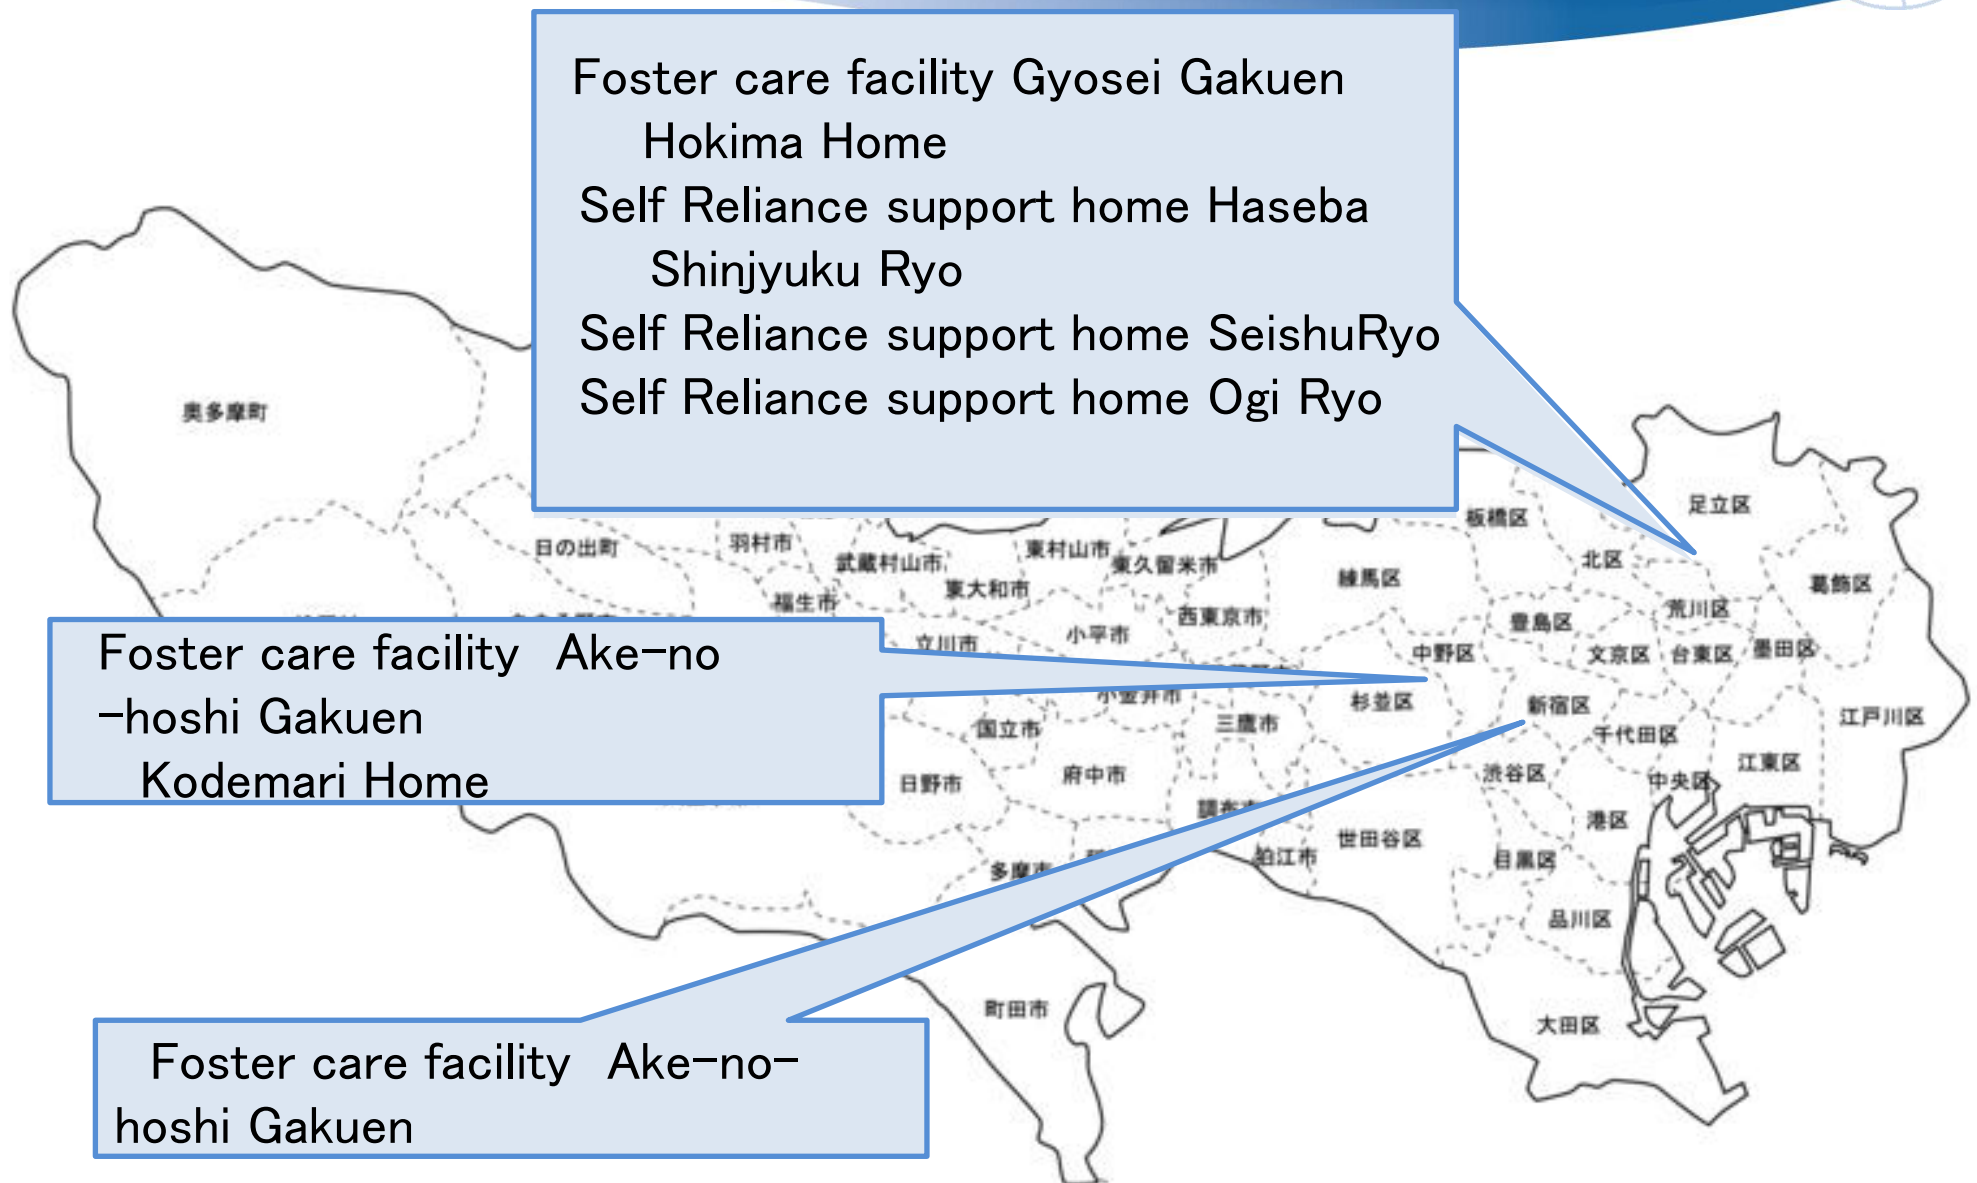 Foster care facility Gyosei Gakuen
Hokima Home
Self Reliance support home Haseba
Shinjyuku Ryo
Self Reliance support home SeishuRyo
Self Reliance support home Ogi Ryo
奥多摩町
足立区
板橋区
日の出町
羽村市
武蔵村山市
東村山市
東久留米市
北区
練馬区
葛飾区
東大和市
福生市
西東京市
荒川区
豊島区
小平市
立川市
中野区
文京区
台東区
墨田区
Foster care facility Ake-no
-hoshi Gakuen
Kodemari Home
小金井市
杉並区
新宿区
江戸川区
国立市
三鷹市
千代田区
日野市
府中市
渋谷区
中央区
江東区
調布市
港区
世田谷区
狛江市
目黒区
多摩市
品川区
町田市
大田区
Foster care facility Ake-no-
hoshi Gakuen